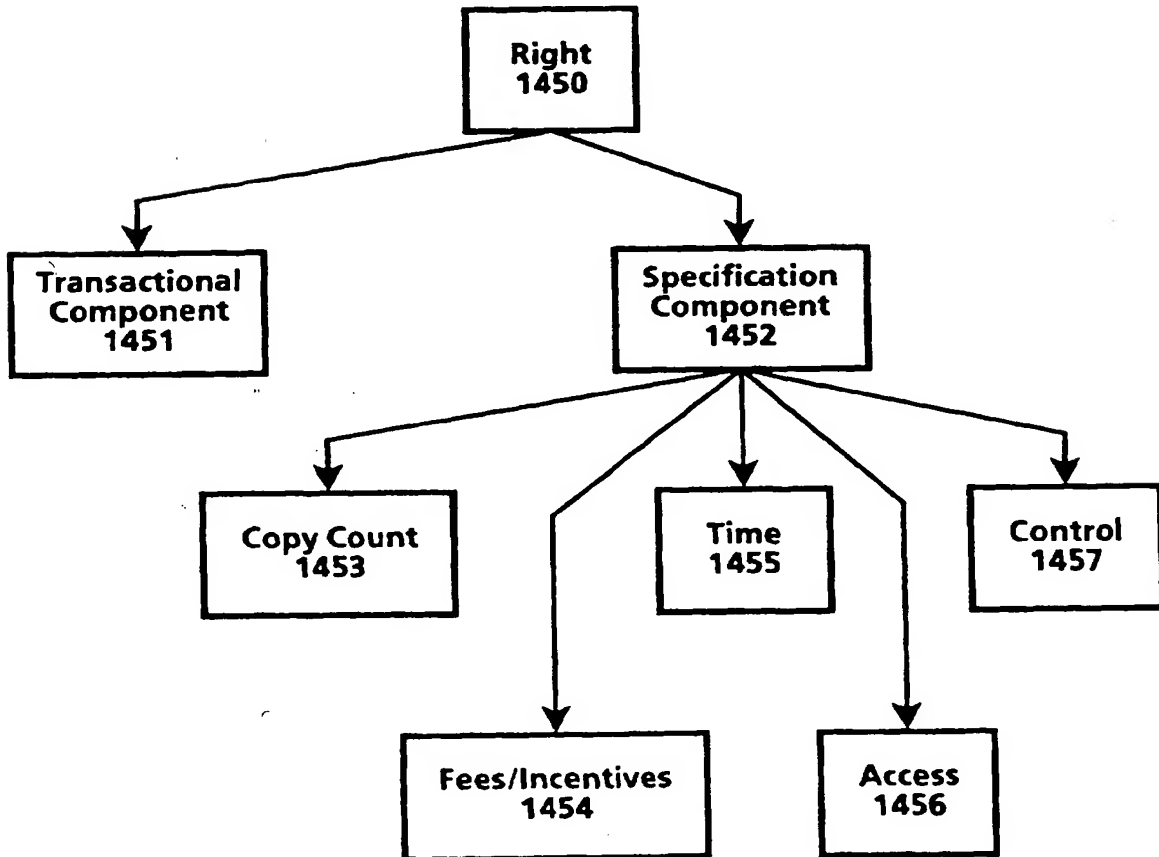 Right
1450
Transactional
Component
1451
Specification
Component
1452
Copy Count
1453
Time
1455
Control
1457
Fees/Incentives
1454
Access
1456